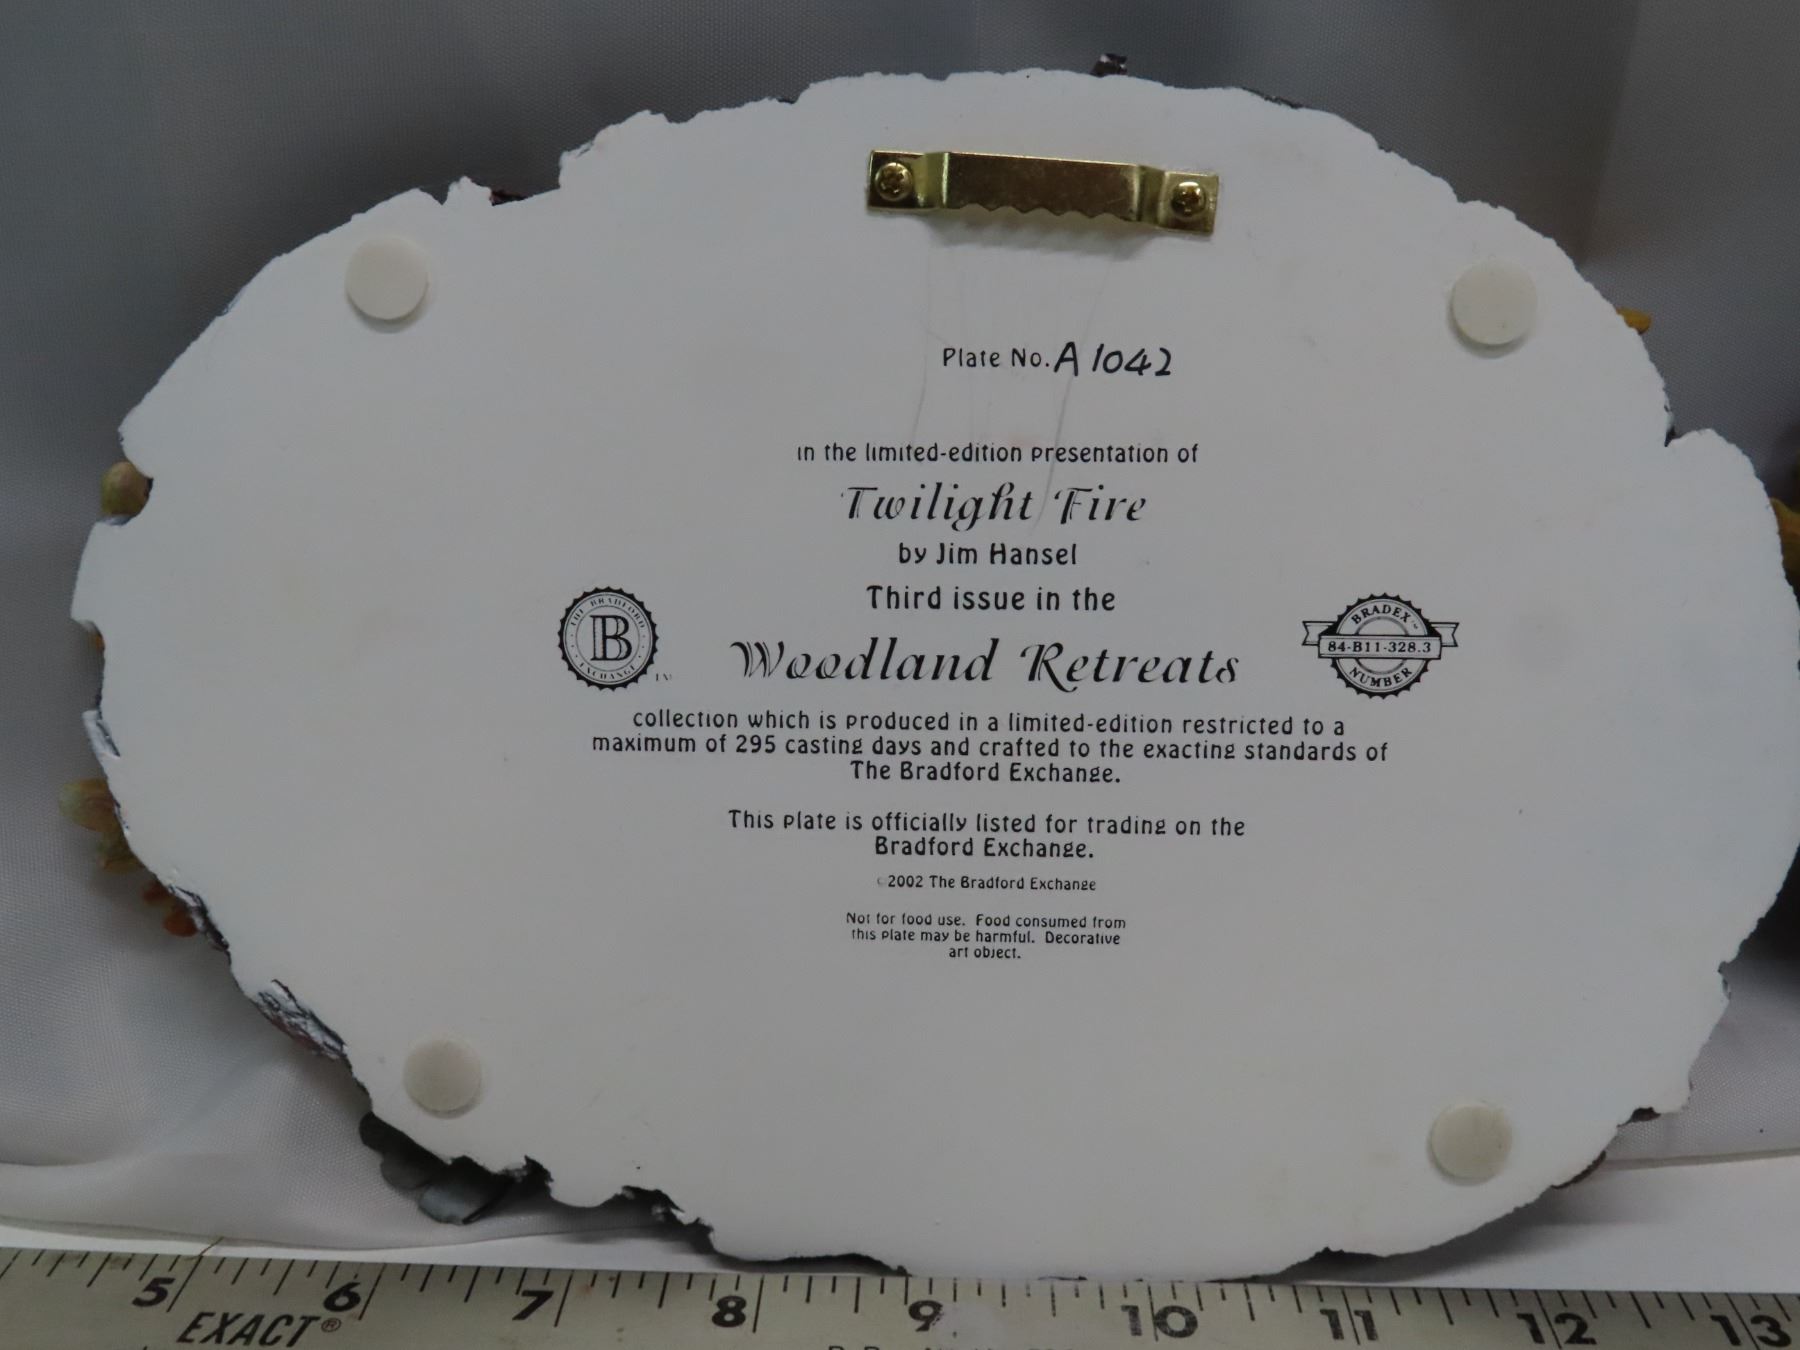 Plate No. A 1042
in the limited-edition presentation of
Twilight Fire
by Jim Hansel
Third issue in the
THE BRADFORD
B
EXCHANGE
Woodland Retreats
BRADEX™
84-B11-328.3
NUMBER
collection which is produced in a limited-edition restricted to a
maximum of 295 casting days and crafted to the exacting standards of
The Bradford Exchange.
This plate is officially listed for trading on the
Bradford Exchange.
©2002 The Bradford Exchange
Not for food use. Food consumed from
this plate may be harmful. Decorative
art object.
5 6 7 8 9 10 11 12 13
EXACT®